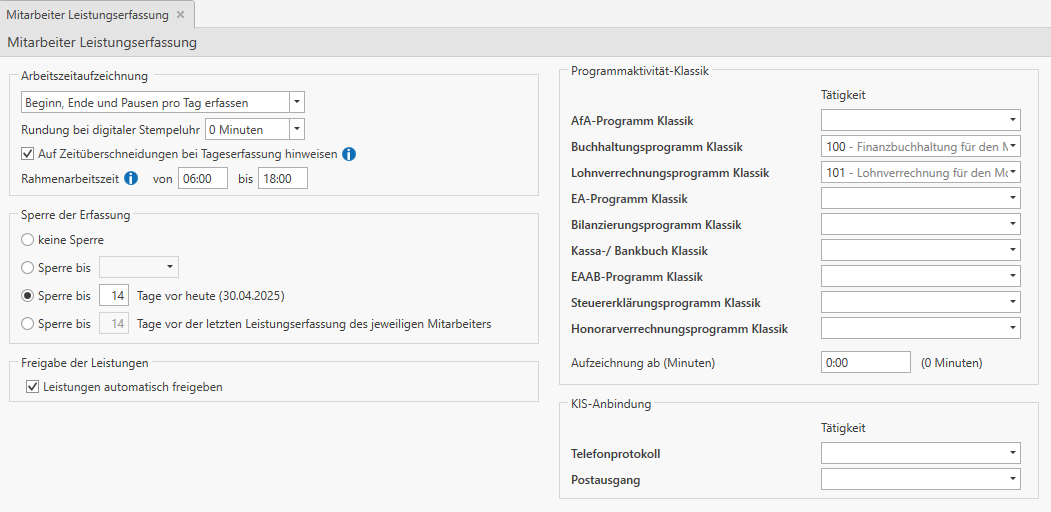 Mitarbeiter Leistungserfassung
Mitarbeiter Leistungserfassung
Arbeitszeitaufzeichnung
Beginn, Ende und Pausen pro Tag erfassen
Rundung bei digitaler Stempeluhr 0 Minuten
Auf Zeitüberschneidungen bei Tageserfassung hinweisen
Rahmenarbeitszeit von 06:00 bis 18:00
Sperre der Erfassung
keine Sperre
Sperre bis
Sperre bis 14 Tage vor heute (30.04.2025)
Sperre bis 14 Tage vor der letzten Leistungserfassung des jeweiligen Mitarbeiters
Freigabe der Leistungen
Leistungen automatisch freigeben
Programmaktivität-Klassik
Tätigkeit
AfA-Programm Klassik
Buchhaltungsprogramm Klassik 100 - Finanzbuchhaltung für den M
Lohnverrechnungsprogramm Klassik 101 - Lohnverrechnung für den Mo
EA-Programm Klassik
Bilanzierungsprogramm Klassik
Kassa-/ Bankbuch Klassik
EAAB-Programm Klassik
Steuererklärungsprogramm Klassik
Honorarverrechnungsprogramm Klassik
Aufzeichnung ab (Minuten) 0:00 (0 Minuten)
KIS-Anbindung
Tätigkeit
Telefonprotokoll
Postausgang